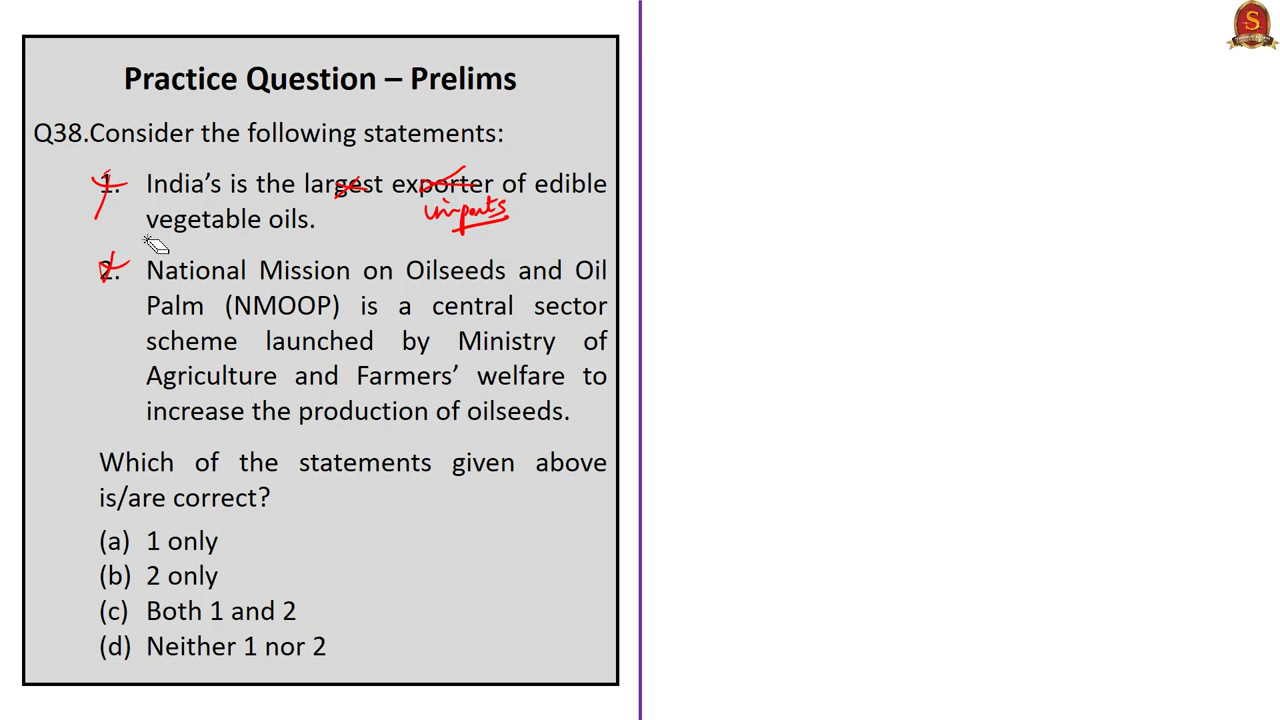 Practice Question – Prelims
Q38.Consider the following statements:
1. India's is the largest exporter of edible
imports
vegetable oils.
2. National Mission on Oilseeds and Oil
Palm (NMOOP) is a central sector
scheme launched by Ministry of
Agriculture and Farmers' welfare to
increase the production of oilseeds.
Which of the statements given above
is/are correct?
(a) 1 only
(b) 2 only
(c) Both 1 and 2
(d) Neither 1 nor 2
S